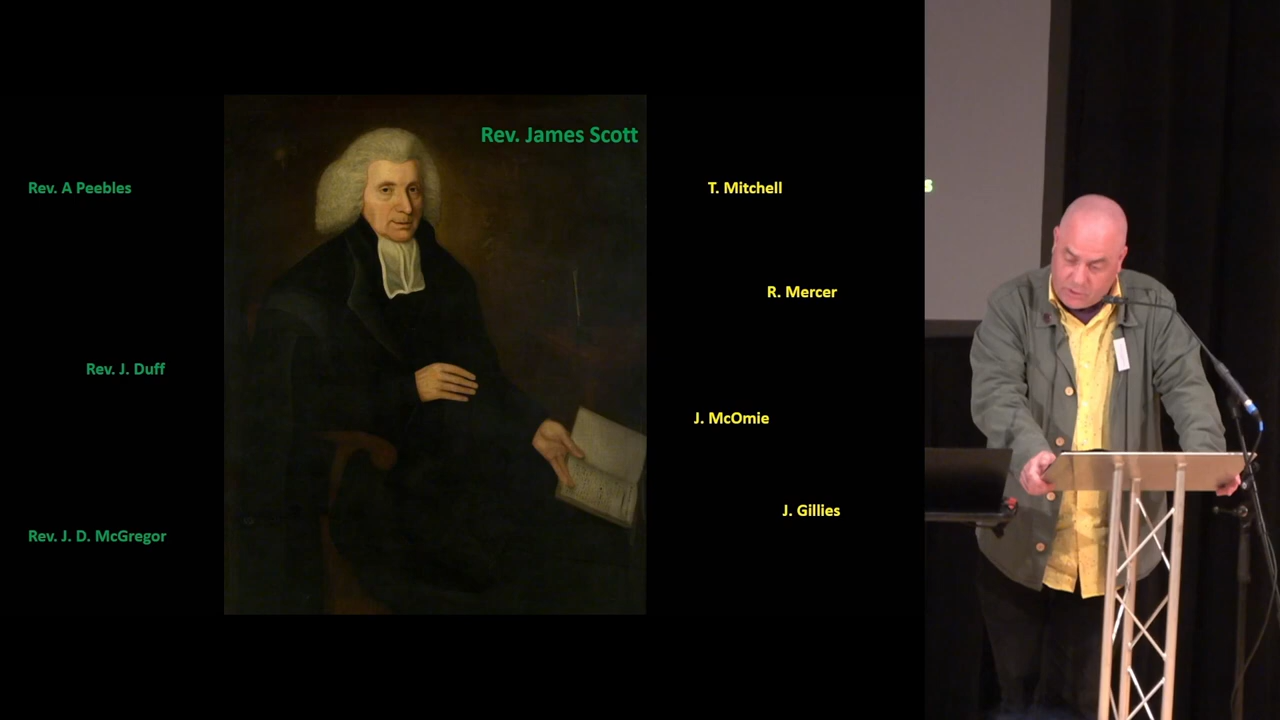 Rev. James Scott
Rev. A Peebles
T. Mitchell
R. Mercer
Rev. J. Duff
J. McOmie
J. Gillies
Rev. J. D. McGregor